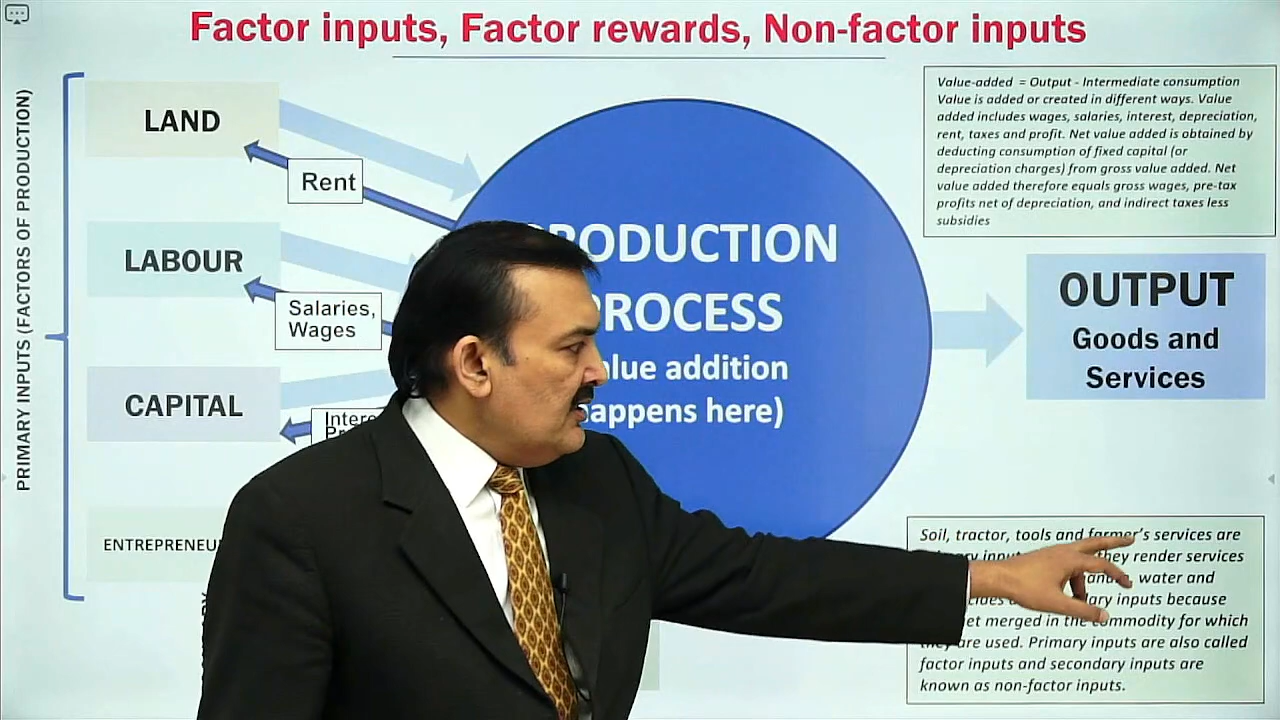 Factor inputs, Factor rewards, Non-factor inputs
PRIMARY INPUTS (FACTORS OF PRODUCTION)
LAND
Rent
LABOUR
Salaries,
Wages
CAPITAL
PRODUCTION
PROCESS
addition
here)
Value-added = Output - Intermediate consumption
Value is added or created in different ways. Value
added includes wages, salaries, interest, depreciation,
rent, taxes and profit. Net value added is obtained by
deducting consumption of fixed capital (or
depreciation charges) from gross value added. Net
value added therefore equals gross wages, pre-tax
profits net of depreciation, and indirect taxes less
subsidies
OUTPUT
Goods and
Services
Soil, tractor, tools and farmer's services are
they render services
water and
inputs because
merged in the commodity for which
they are used. Primary inputs are also called
factor inputs and secondary inputs are
known as non-factor inputs.